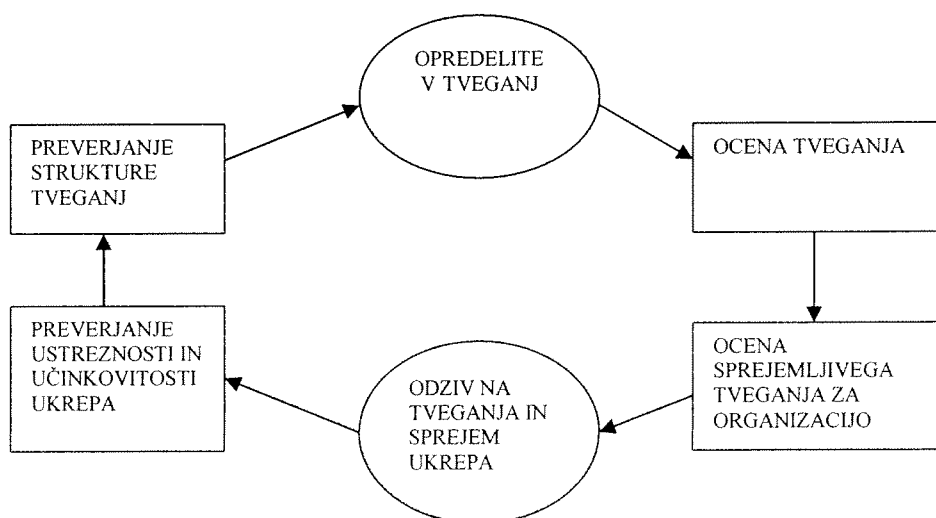 OPREDELITE
V TVEGANJ
OCENA TVEGANJA
OCENA
SPREJEMLJIVEGA
TVEGANJA ZA
ORGANIZACIJO
ODZIV NA
TVEGANJA IN
SPREJEM
UKREPA
PREVERJANJE
USTREZNOSTI IN
UČINKOVITOSTI
UKREPA
PREVERJANJE
STRUKTURE
TVEGANJ